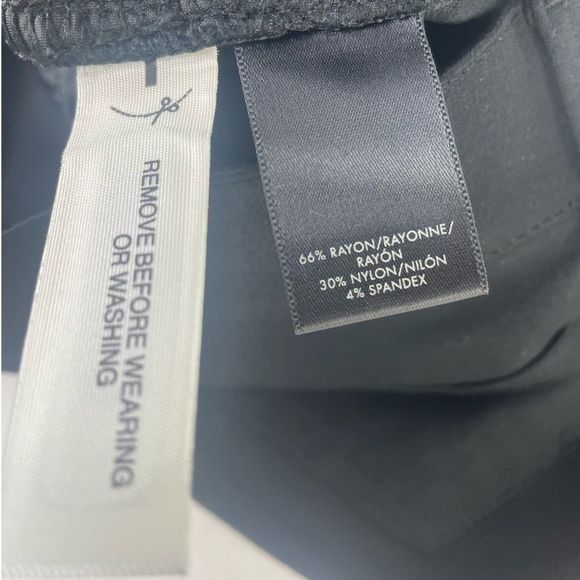 REMOVE BEFORE WEARING
OR WASHING
66% RAYON/RAYONNE/
RAYÓN
30% NYLON/NILÓN
4% SPANDEX